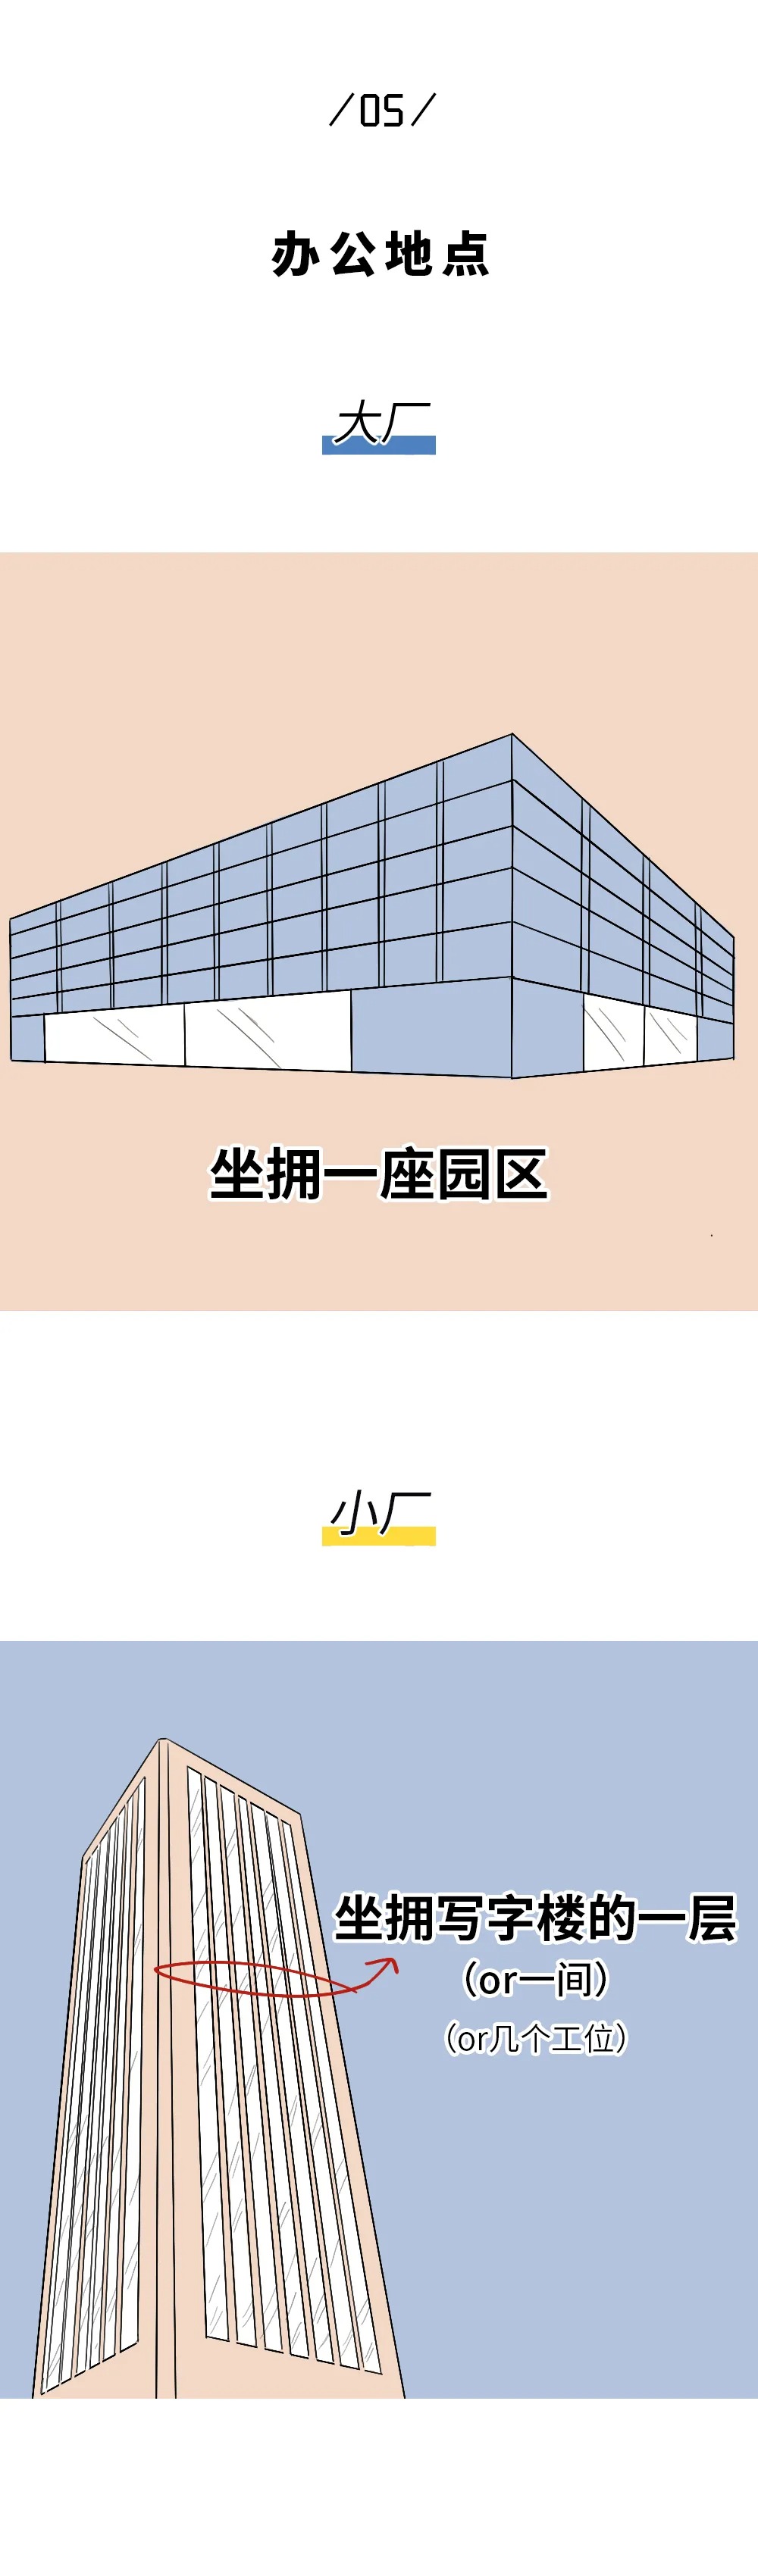 /05/
办公地点
大厂
坐拥一座园区
小厂
坐拥写字楼的一层
（or一间）
（or几个工位）